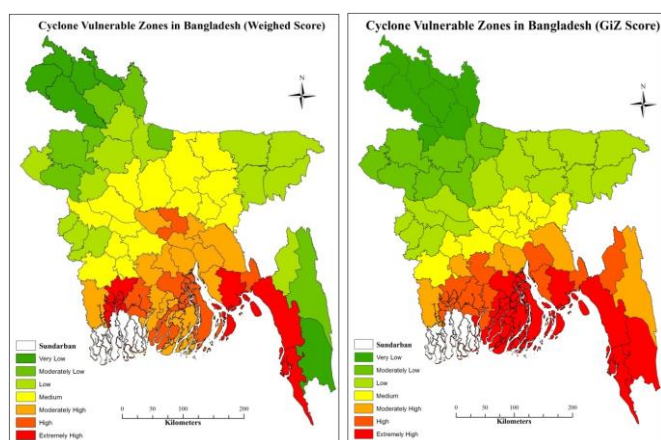 Cyclone Vulnerable Zones in Bangladesh (Weighed Score)
N
Sundarban
Very Low
Moderately Low
Low
Medium
Moderately High
High
Extremely High
0 50 100 200
Kilometers
Cyclone Vulnerable Zones in Bangladesh (GiZ Score)
N
Sundarban
Very Low
Moderately Low
Low
Medium
Moderately High
High
Extremely High
0 50 100 200
Kilometers